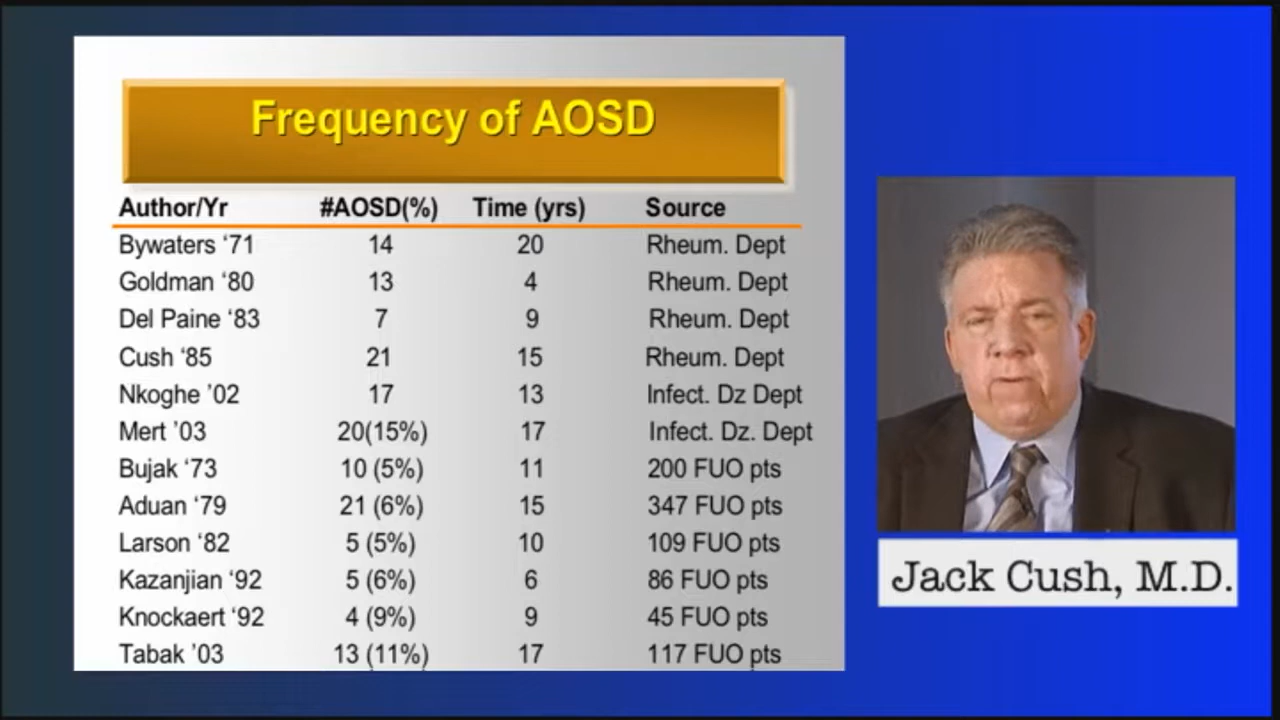 Frequency of AOSD
Author/Yr #AOSD(%) Time (yrs) Source
Bywaters ‘71 14 20 Rheum. Dept
Goldman ‘80 13 4 Rheum. Dept
Del Paine ‘83 7 9 Rheum. Dept
Cush ‘85 21 15 Rheum. Dept
Nkoghe ’02 17 13 Infect. Dz Dept
Mert ’03 20(15%) 17 Infect. Dz. Dept
Bujak ‘73 10 (5%) 11 200 FUO pts
Aduan ‘79 21 (6%) 15 347 FUO pts
Larson ‘82 5 (5%) 10 109 FUO pts
Kazanjian ‘92 5 (6%) 6 86 FUO pts
Knockaert ‘92 4 (9%) 9 45 FUO pts
Tabak ‘03 13 (11%) 17 117 FUO pts
Jack Cush, M.D.